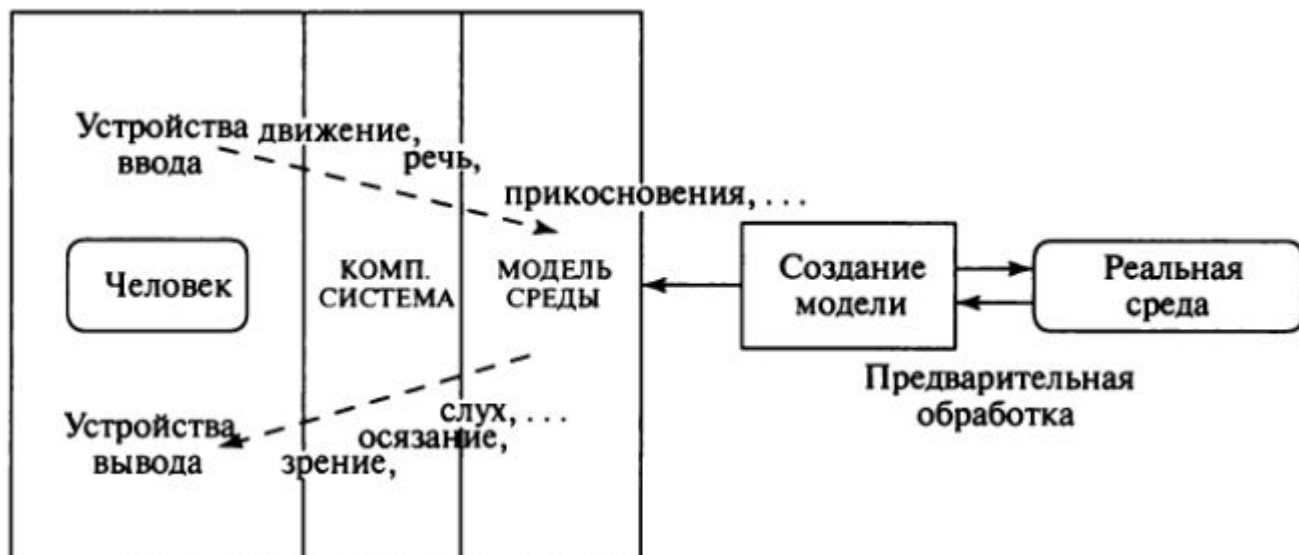 Устройства движение,
ввода
речь,
прикосновения, ...
Человек
КОМП.
СИСТЕМА
МОДЕЛЬ
СРЕДЫ
Создание
модели
Реальная
среда
Предварительная
обработка
слух, ...
осязание,
зрение,
Устройства
вывода